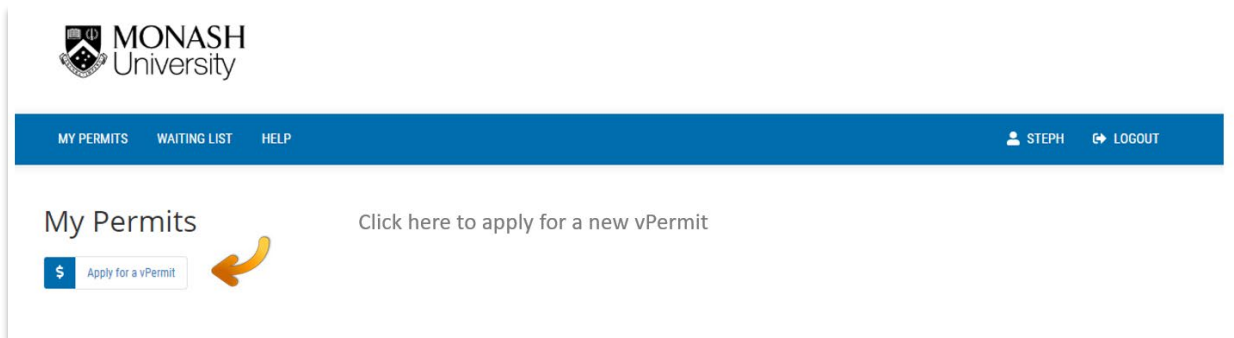 MONASH
University
MY PERMITS WAITING LIST HELP STEPH LOGOUT
My Permits
Click here to apply for a new vPermit
$ Apply for a vPermit